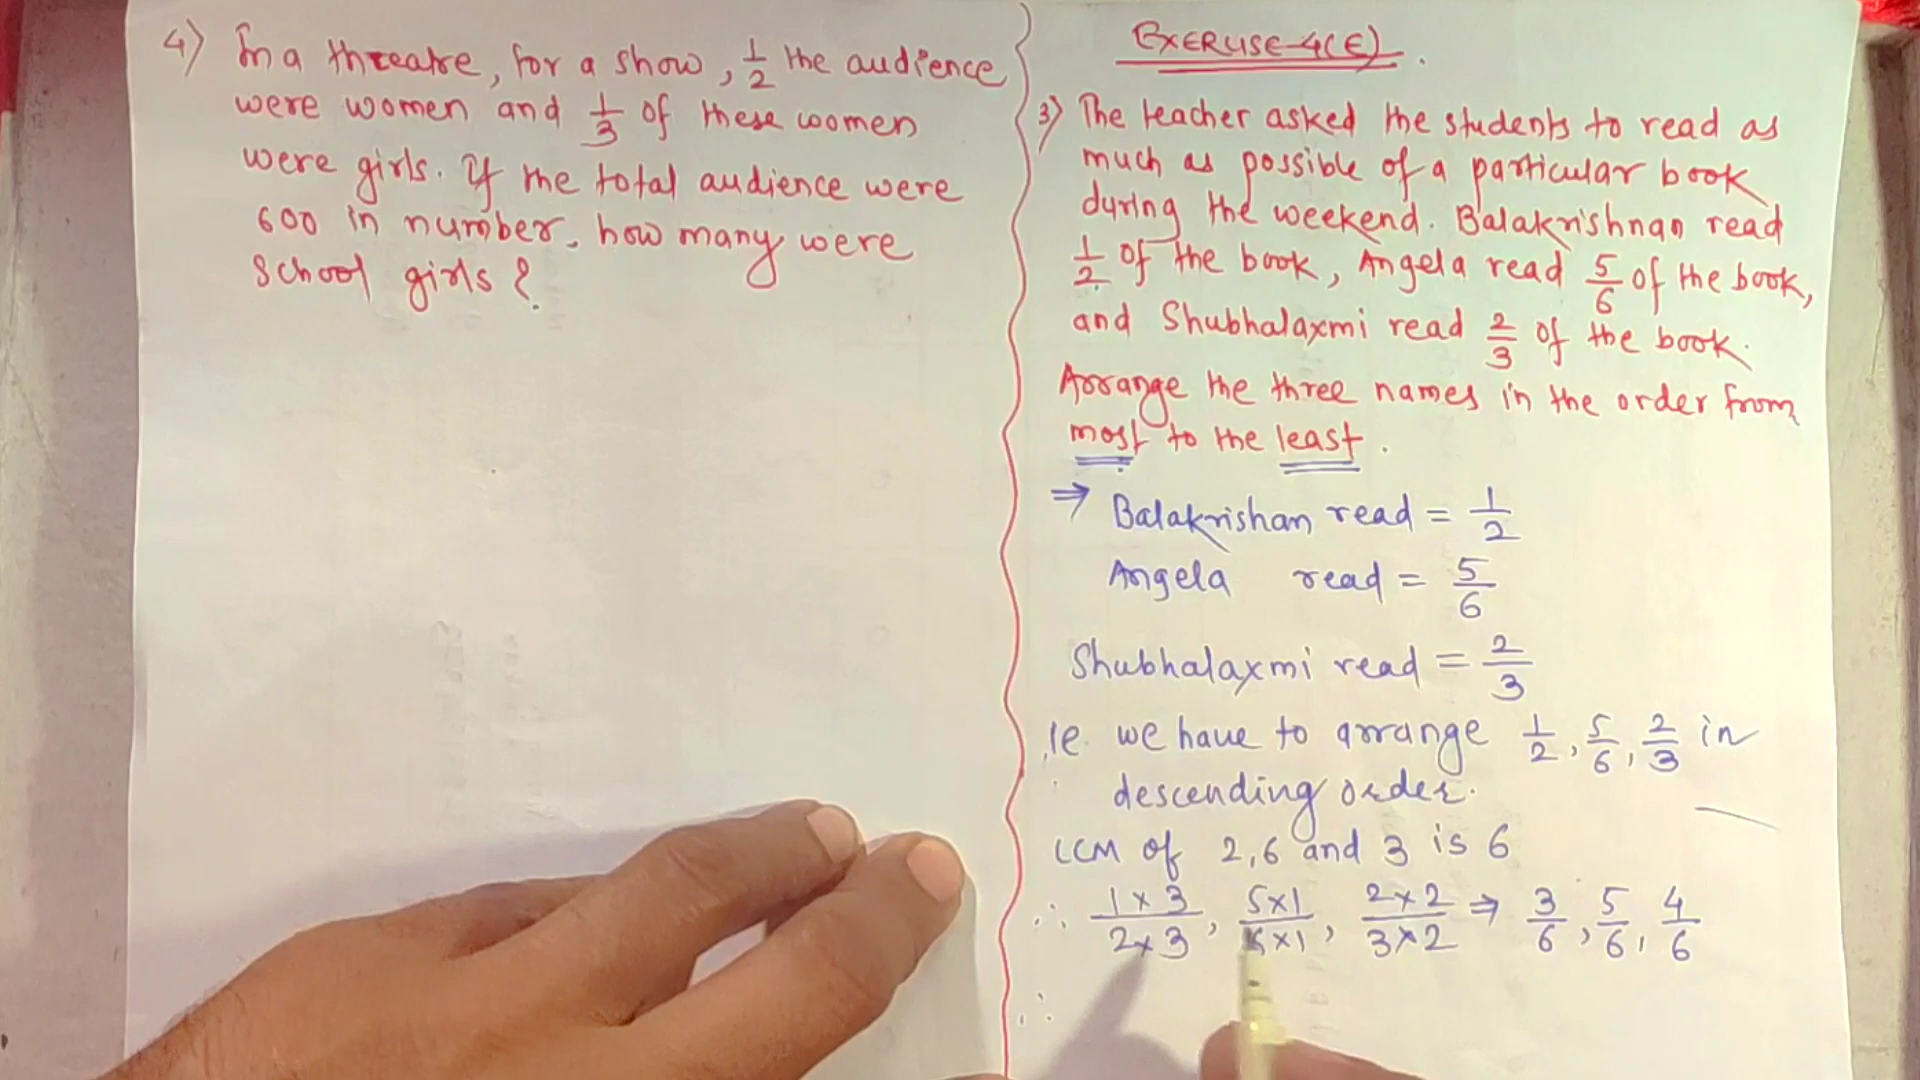 4) In a threatre, for a show, 1/2 the audience
were women and 1/3 of these women
were girls. If the total audience were
600 in number, how many were
School girls?
EXERCISE-4(E).
3) The teacher asked the students to read as
much as possible of a particular book
during the weekend. Balakrishnan read
1/2 of the book, Angela read 5/6 of the book,
and Shubhalaxmi read 2/3 of the book.
Arrange the three names in the order from
most to the least.
⇒ Balakrishan read = 1/2
Angela read = 5/6
Shubhalaxmi read = 2/3
ie. we have to arrange 1/2, 5/6, 2/3 in
descending order.
LCM of 2,6 and 3 is 6
∴ 1×3/2×3, 5×1/6×1, 2×2/3×2 ⇒ 3/6, 5/6, 4/6
∴